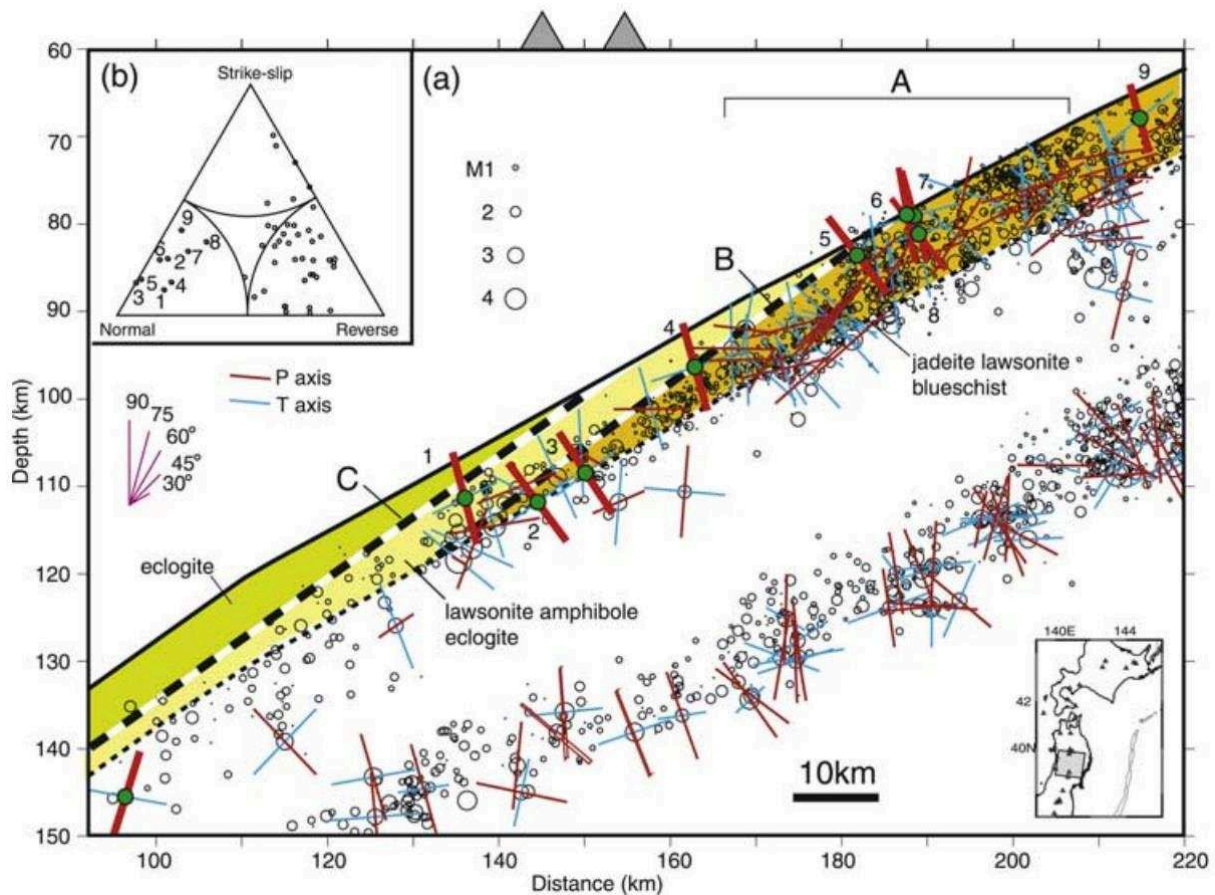 (b)
Strike-slip
9
6
8
2
7
5
4
3
1
Normal
Reverse
(a)
A
9
M1
2
3
4
7
6
5
B
8
4
jadeite lawsonite
blueschist
P axis
T axis
90
75
60°
45°
30°
3
1
C
2
eclogite
lawsonite amphibole
eclogite
10km
140E
144
42
40N
60
70
80
90
100
110
120
130
140
150
Depth (km)
100
120
140
160
180
200
220
Distance (km)